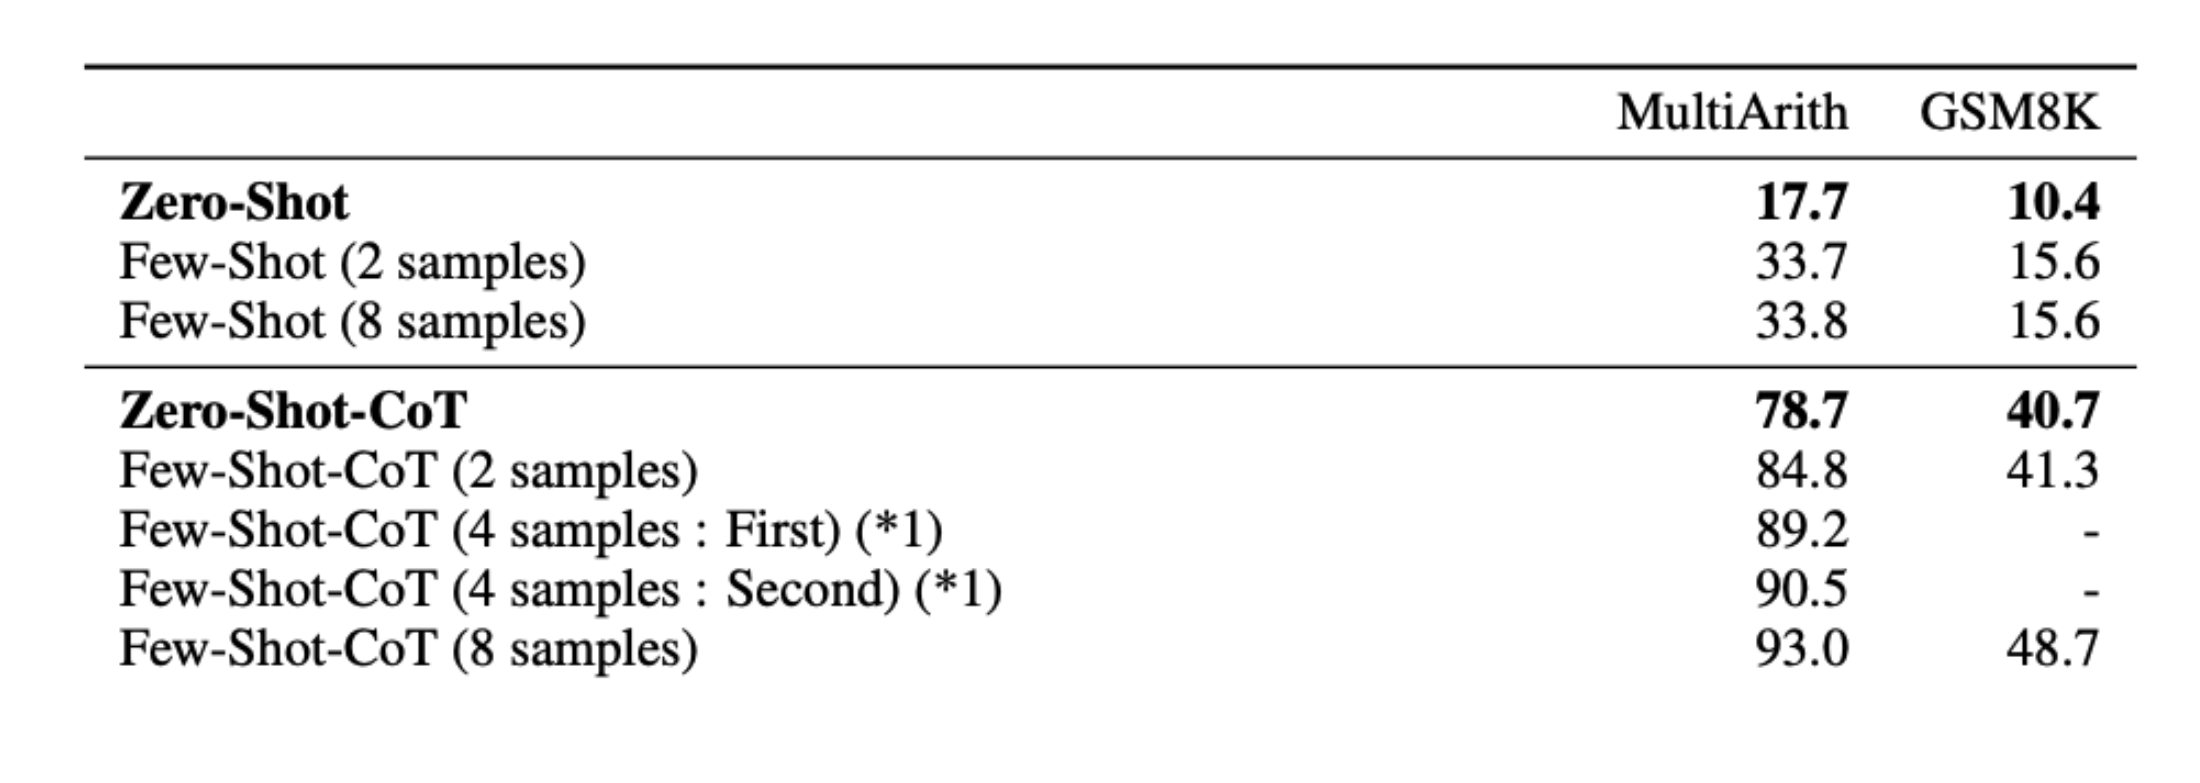 MultiArith GSM8K
Zero-Shot 17.7 10.4
Few-Shot (2 samples) 33.7 15.6
Few-Shot (8 samples) 33.8 15.6
Zero-Shot-CoT 78.7 40.7
Few-Shot-CoT (2 samples) 84.8 41.3
Few-Shot-CoT (4 samples : First) (*1) 89.2 -
Few-Shot-CoT (4 samples : Second) (*1) 90.5 -
Few-Shot-CoT (8 samples) 93.0 48.7